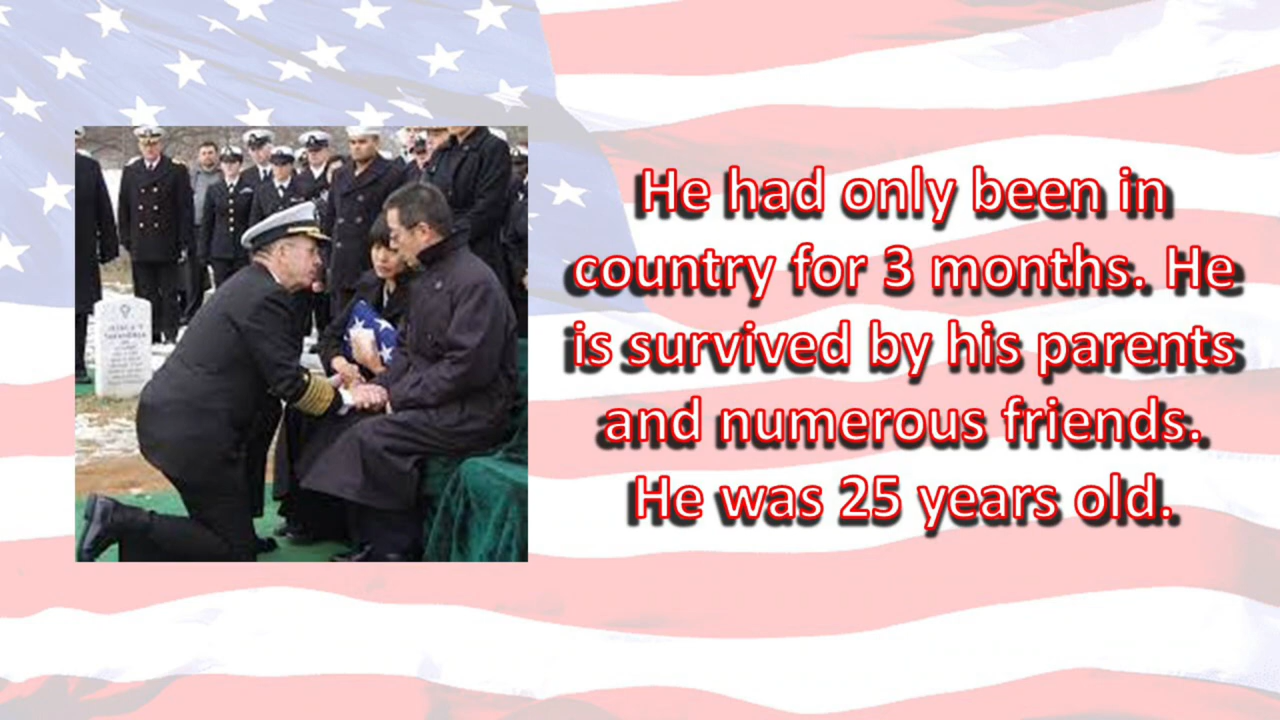 He had only been in
country for 3 months. He
is survived by his parents
and numerous friends.
He was 25 years old.